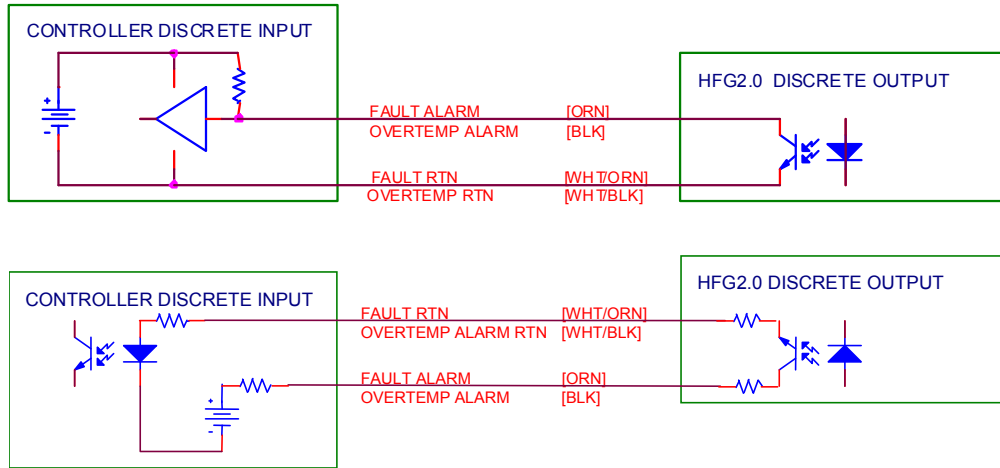 CONTROLLER DISCRETE INPUT
HFG2.0 DISCRETE OUTPUT
+
-
FAULT ALARM [ORN]
OVERTEMP ALARM [BLK]
FAULT RTN [WHT/ORN]
OVERTEMP RTN [WHT/BLK]
CONTROLLER DISCRETE INPUT
HFG2.0 DISCRETE OUTPUT
FAULT RTN [WHT/ORN]
OVERTEMP ALARM RTN [WHT/BLK]
FAULT ALARM [ORN]
OVERTEMP ALARM [BLK]
+
-